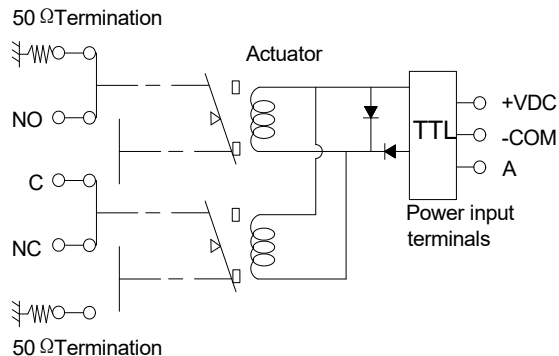 50 ΩTermination
Actuator
NO
C
NC
50 ΩTermination
TTL
+VDC
-COM
A
Power input
terminals